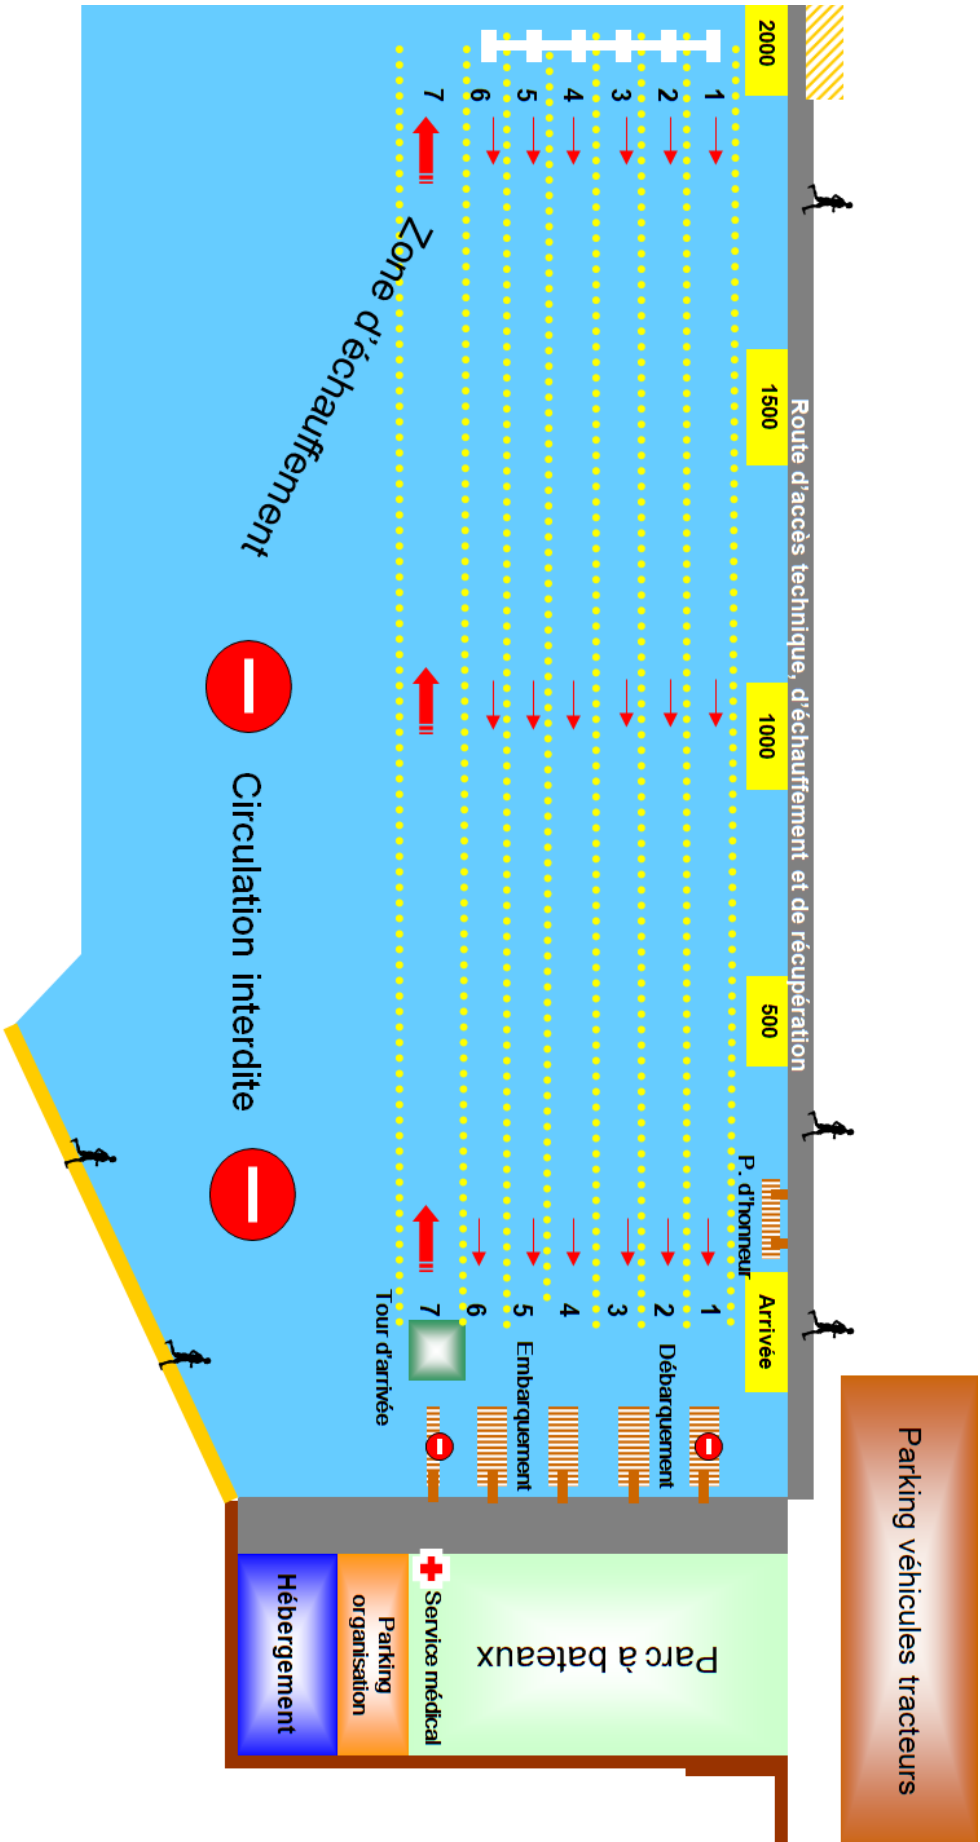 2000
1500
1000
500
Arrivée
Route d'accès technique, d'échauffement et de récupération
P. d'honneur
1
2
3
4
5
6
7
Zone d'échauffement
Circulation interdite
1
2
3
4
5
6
7
Débarquement
Embarquement
Tour d'arrivée
Parking véhicules tracteurs
Parc à bateaux
Service médical
Parking
organisation
Hébergement